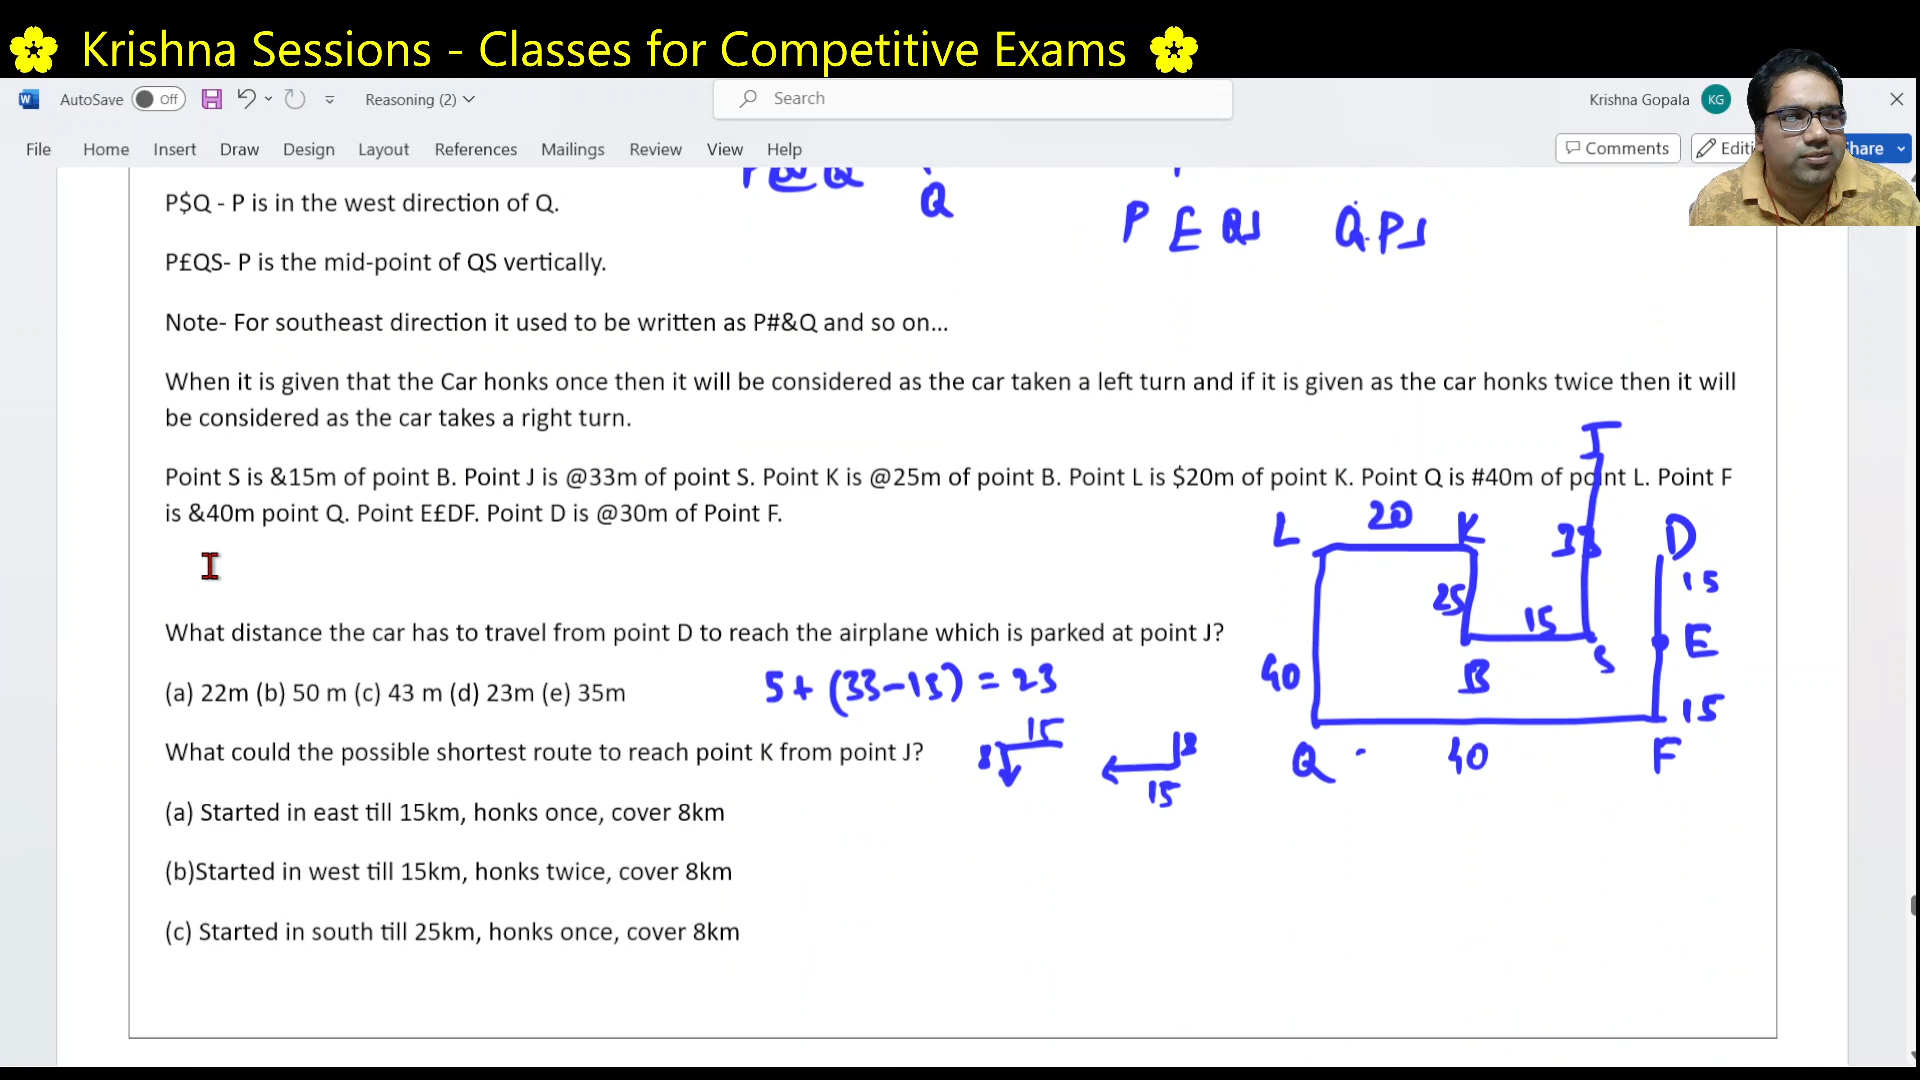 Krishna Sessions - Classes for Competitive Exams
AutoSave Off Reasoning (2) Search Krishna Gopala KG
File Home Insert Draw Design Layout References Mailings Review View Help Comments
P$Q - P is in the west direction of Q.
Q
P £ QS QPS
P£QS- P is the mid-point of QS vertically.
Note- For southeast direction it used to be written as P#&Q and so on...
When it is given that the Car honks once then it will be considered as the car taken a left turn and if it is given as the car honks twice then it will
be considered as the car takes a right turn.
Point S is &15m of point B. Point J is @33m of point S. Point K is @25m of point B. Point L is $20m of point K. Point Q is #40m of point L. Point F
is &40m point Q. Point E£DF. Point D is @30m of Point F.
J
L 20 K 33 D
25 15
15
What distance the car has to travel from point D to reach the airplane which is parked at point J?
B S E
(a) 22m (b) 50 m (c) 43 m (d) 23m (e) 35m
5+ (33-15) = 23
40 15
What could the possible shortest route to reach point K from point J?
8 15 8 15
Q 40 F
(a) Started in east till 15km, honks once, cover 8km
(b)Started in west till 15km, honks twice, cover 8km
(c) Started in south till 25km, honks once, cover 8km